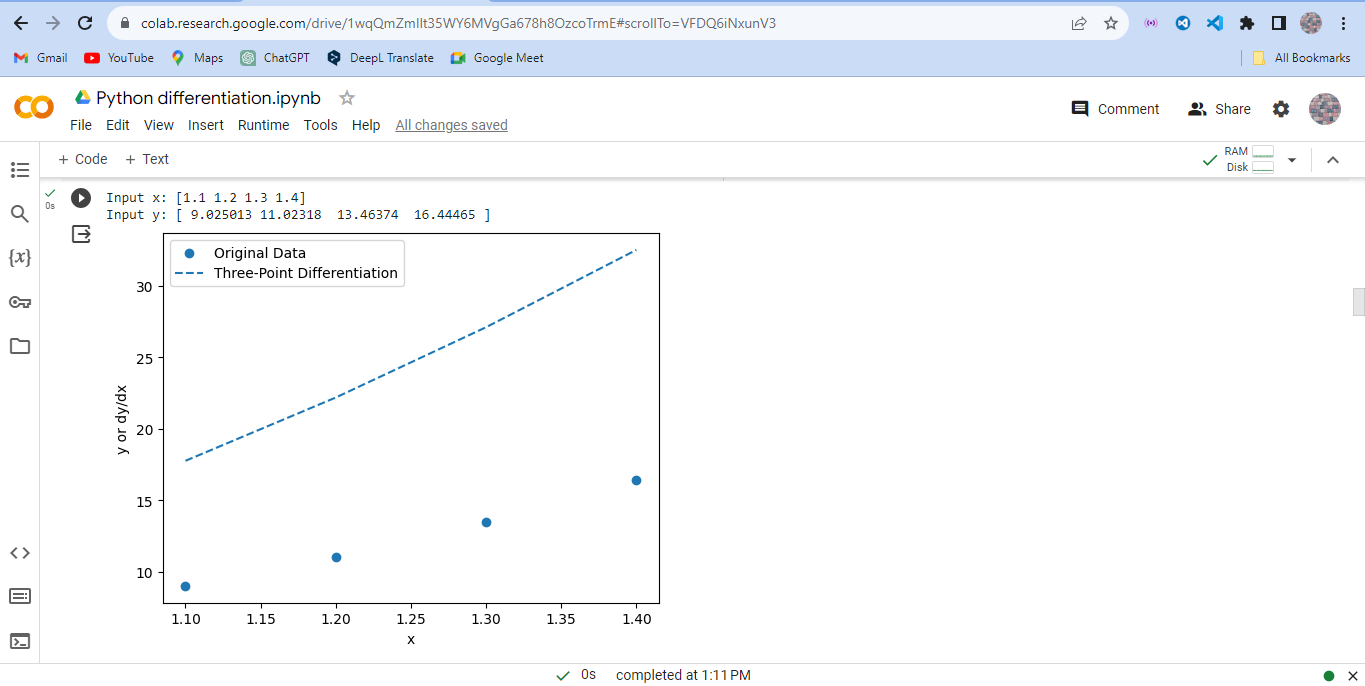 colab.research.google.com/drive/1wqQmZmIlt35WY6MVgGa678h8OzcoTrmE#scrollTo=VFDQ6iNxunV3
Gmail YouTube Maps ChatGPT DeepL Translate Google Meet All Bookmarks
Python differentiation.ipynb
File Edit View Insert Runtime Tools Help All changes saved
Comment Share
+ Code + Text
RAM
Disk
0s
Input x: [1.1 1.2 1.3 1.4]
Input y: [ 9.025013 11.02318  13.46374  16.44465 ]
Original Data
Three-Point Differentiation
30
25
20
15
10
y or dy/dx
1.10 1.15 1.20 1.25 1.30 1.35 1.40
x
{x}
0s completed at 1:11 PM